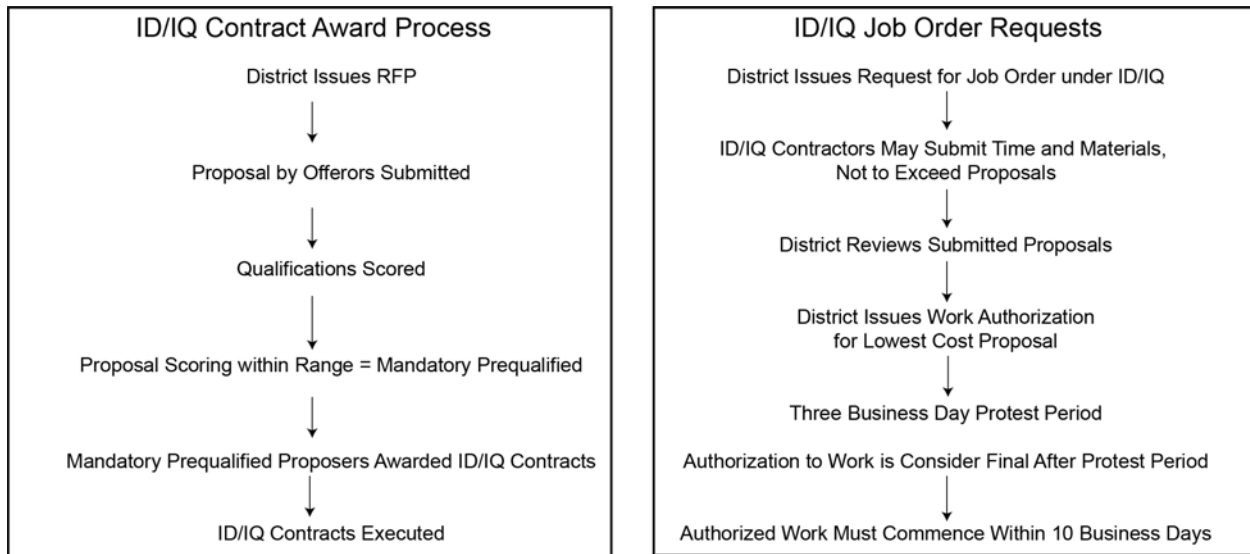 ID/IQ Contract Award Process
District Issues RFP
Proposal by Offerors Submitted
Qualifications Scored
Proposal Scoring within Range = Mandatory Prequalified
Mandatory Prequalified Proposers Awarded ID/IQ Contracts
ID/IQ Contracts Executed
ID/IQ Job Order Requests
District Issues Request for Job Order under ID/IQ
ID/IQ Contractors May Submit Time and Materials,
Not to Exceed Proposals
District Reviews Submitted Proposals
District Issues Work Authorization
for Lowest Cost Proposal
Three Business Day Protest Period
Authorization to Work is Consider Final After Protest Period
Authorized Work Must Commence Within 10 Business Days